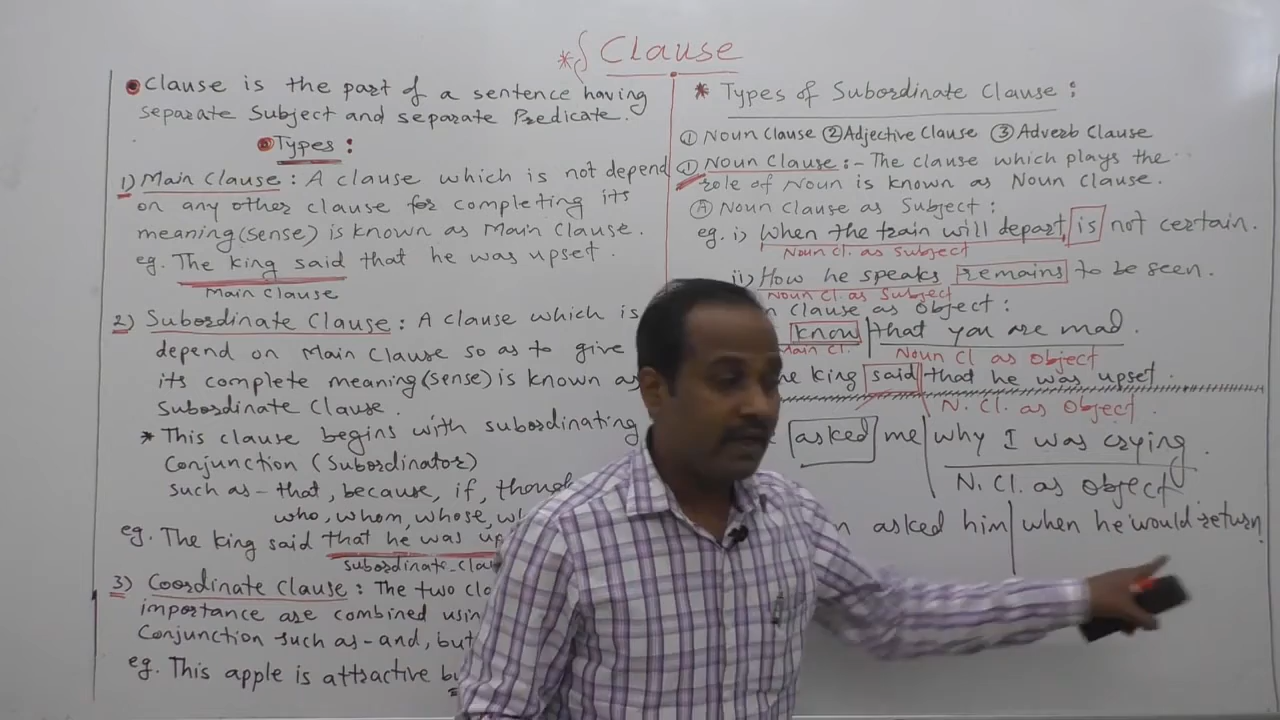 * Clause
Clause is the part of a sentence having
separate Subject and separate Predicate.
Types :
1) Main Clause : A clause which is not depend
on any other clause for completing its
meaning(sense) is known as Main Clause.
eg. The king said that he was upset.
Main Clause
2) Subordinate Clause : A clause which is
depend on Main Clause so as to give
its complete meaning(sense) is known as
Subordinate Clause.
* This clause begins with subordinating
Conjunction (Subordinator)
such as - that, because, if, though
who, whom, whose,
eg. The king said that he was up
subordinate clau
3) Coordinate Clause : The two clo
importance are combined using
Conjunction such as - and, but
eg. This apple is attractive bu
* Types of Subordinate Clause :
① Noun Clause ② Adjective Clause ③ Adverb Clause
① Noun Clause :- The clause which plays the
role of Noun is known as Noun Clause.
Ⓐ Noun Clause as Subject :
eg. i) When the train will depart, is not certain.
Noun Cl. as Subject
ii) How he speaks remains to be seen.
Noun Cl. as Subject
n clause as Object :
know that you are mad.
Main Cl. Noun Cl as Object
he king said that he was upset.
N. Cl. as Object.
asked me why I was crying.
N. Cl. as Object
n asked him when he would return.